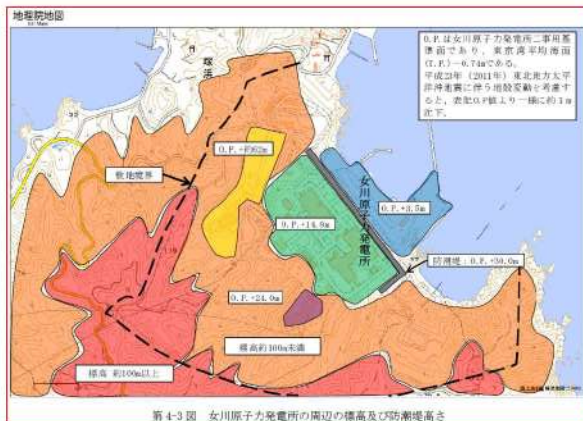 地理院地図
O.P.は女川原子力発電所工事用基
準面であり、東京湾平均海面
(T.P.)－0.74mである。
平成23年（2011年）東北地方太平
洋沖地震に伴う地殻変動を考慮す
ると、表記O.P値より一様に約1m
沈下。
塚浜
O.P.+約62m
敷地境界
O.P.+3.5m
O.P.+14.8m
女川原子力発電所
防潮堤:O.P.+30.0m
O.P.+24.0m
標高約100m未満
標高 約100m以上
第4-3図 女川原子力発電所の周辺の標高及び防潮堤高さ